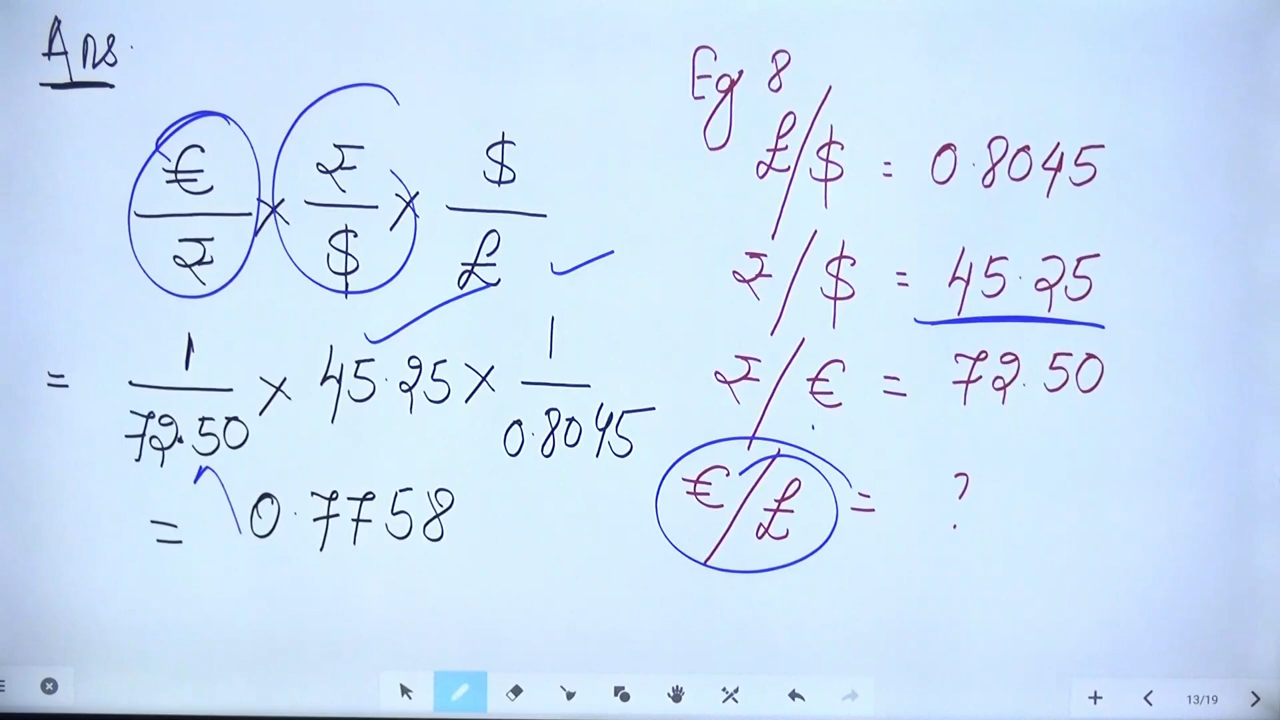 Ans.
€/₹ × ₹/$ × $/£
= 1/72.50 × 45.25 × 1/0.8045
= 0.7758
Eg 8
£/$ = 0.8045
₹/$ = 45.25
₹/€ = 72.50
€/£ = ?
13/19